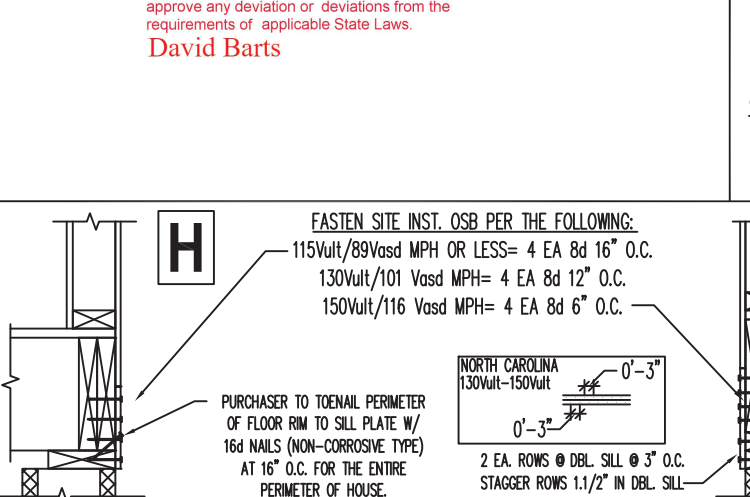 approve any deviation or deviations from the
requirements of applicable State Laws.
David Barts
H
FASTEN SITE INST. OSB PER THE FOLLOWING:
115Vult/89Vasd MPH OR LESS= 4 EA 8d 16" O.C.
130Vult/101 Vasd MPH= 4 EA 8d 12" O.C.
150Vult/116 Vasd MPH= 4 EA 8d 6" O.C.
NORTH CAROLINA
130Vult-150Vult
0'-3"
0'-3"
PURCHASER TO TOENAIL PERIMETER
OF FLOOR RIM TO SILL PLATE W/
16d NAILS (NON-CORROSIVE TYPE)
AT 16" O.C. FOR THE ENTIRE
PERIMETER OF HOUSE.
2 EA. ROWS @ DBL. SILL @ 3" O.C.
STAGGER ROWS 1.1/2" IN DBL. SILL